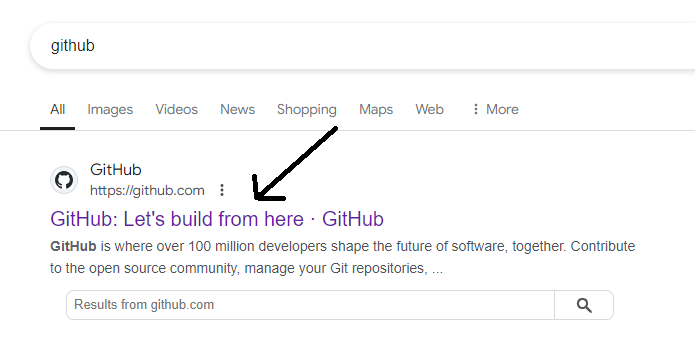 github
All Images Videos News Shopping Maps Web More
GitHub
https://github.com
GitHub: Let's build from here · GitHub
GitHub is where over 100 million developers shape the future of software, together. Contribute
to the open source community, manage your Git repositories, ...
Results from github.com